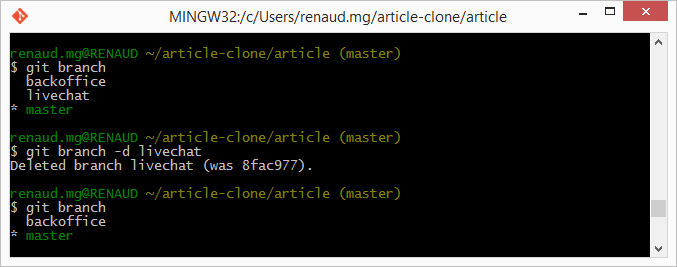 MINGW32:/c/Users/renaud.mg/article-clone/article
renaud.mg@RENAUD ~/article-clone/article (master)
$ git branch
  backoffice
  livechat
* master
renaud.mg@RENAUD ~/article-clone/article (master)
$ git branch -d livechat
Deleted branch livechat (was 8fac977).
renaud.mg@RENAUD ~/article-clone/article (master)
$ git branch
  backoffice
* master